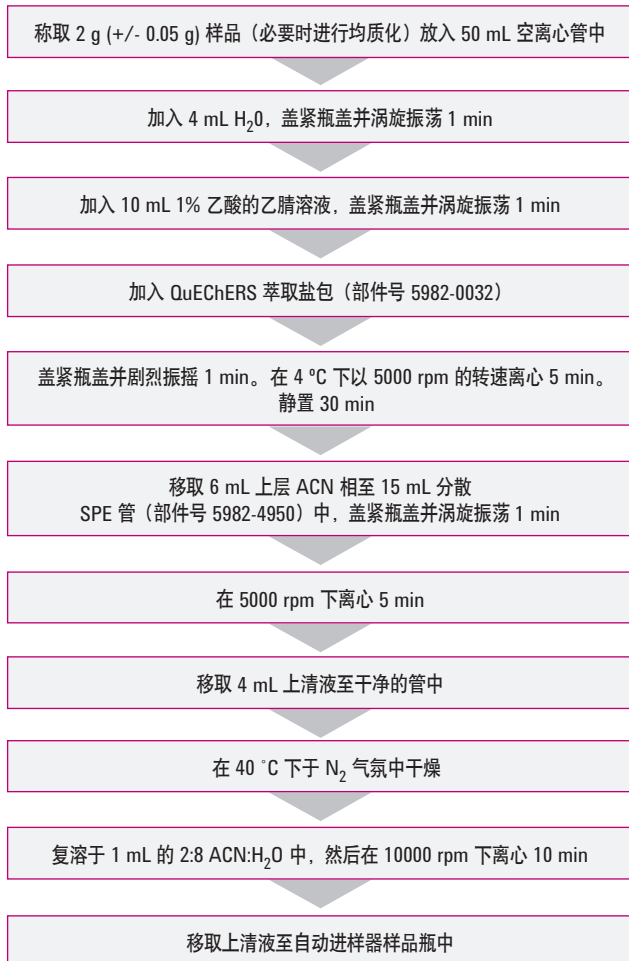 称取 2 g (+/- 0.05 g) 样品（必要时进行均质化）放入 50 mL 空离心管中
加入 4 mL H₂0，盖紧瓶盖并涡旋振荡 1 min
加入 10 mL 1% 乙酸的乙腈溶液，盖紧瓶盖并涡旋振荡 1 min
加入 QuEChERS 萃取盐包（部件号 5982-0032）
盖紧瓶盖并剧烈振摇 1 min。在 4 ºC 下以 5000 rpm 的转速离心 5 min。
静置 30 min
移取 6 mL 上层 ACN 相至 15 mL 分散
SPE 管（部件号 5982-4950）中，盖紧瓶盖并涡旋振荡 1 min
在 5000 rpm 下离心 5 min
移取 4 mL 上清液至干净的管中
在 40 ˚C 下于 N₂ 气氛中干燥
复溶于 1 mL 的 2:8 ACN:H₂O 中，然后在 10000 rpm 下离心 10 min
移取上清液至自动进样器样品瓶中